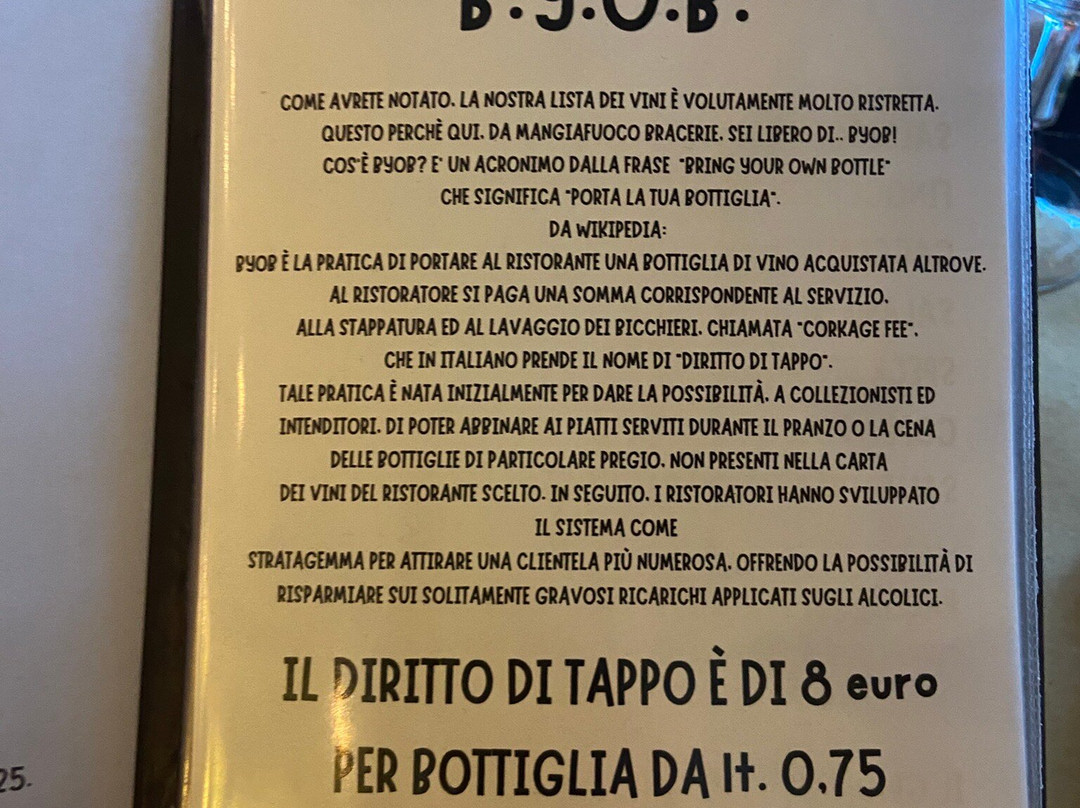 B.Y.O.B.
COME AVRETE NOTATO, LA NOSTRA LISTA DEI VINI È VOLUTAMENTE MOLTO RISTRETTA.
QUESTO PERCHÈ QUI, DA MANGIAFUOCO BRACERIE, SEI LIBERO DI.. BYOB!
COS'È BYOB? E' UN ACRONIMO DALLA FRASE "BRING YOUR OWN BOTTLE"
CHE SIGNIFICA "PORTA LA TUA BOTTIGLIA".
DA WIKIPEDIA:
BYOB È LA PRATICA DI PORTARE AL RISTORANTE UNA BOTTIGLIA DI VINO ACQUISTATA ALTROVE.
AL RISTORATORE SI PAGA UNA SOMMA CORRISPONDENTE AL SERVIZIO,
ALLA STAPPATURA ED AL LAVAGGIO DEI BICCHIERI, CHIAMATA "CORKAGE FEE",
CHE IN ITALIANO PRENDE IL NOME DI "DIRITTO DI TAPPO".
TALE PRATICA È NATA INIZIALMENTE PER DARE LA POSSIBILITÀ, A COLLEZIONISTI ED
INTENDITORI, DI POTER ABBINARE AI PIATTI SERVITI DURANTE IL PRANZO O LA CENA
DELLE BOTTIGLIE DI PARTICOLARE PREGIO, NON PRESENTI NELLA CARTA
DEI VINI DEL RISTORANTE SCELTO. IN SEGUITO, I RISTORATORI HANNO SVILUPPATO
IL SISTEMA COME
STRATAGEMMA PER ATTIRARE UNA CLIENTELA PIÙ NUMEROSA, OFFRENDO LA POSSIBILITÀ DI
RISPARMIARE SUI SOLITAMENTE GRAVOSI RICARICHI APPLICATI SUGLI ALCOLICI.
IL DIRITTO DI TAPPO È DI 8 euro
PER BOTTIGLIA DA lt. 0,75
25.